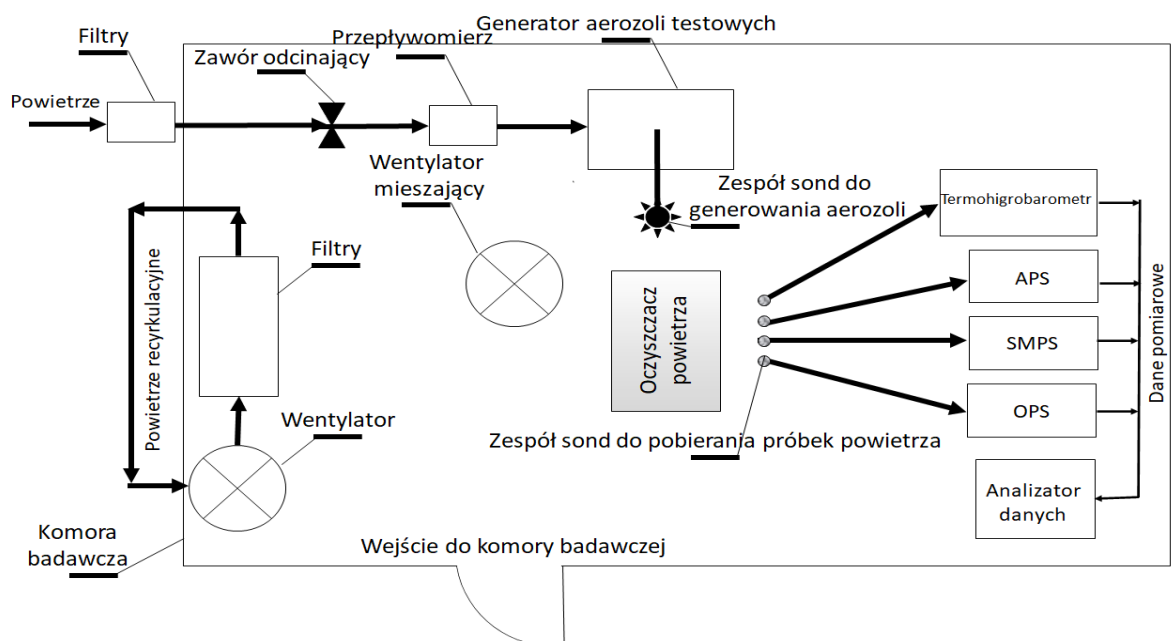 Generator aerozoli testowych
Filtry
Przepływomierz
Zawór odcinający
Powietrze
Wentylator
mieszający
Zespół sond do
generowania aerozoli
Termohigrobarometr
Filtry
APS
Powietrze recyrkulacyjne
Oczyszczacz
powietrza
SMPS
Dane pomiarowe
OPS
Wentylator
Zespół sond do pobierania próbek powietrza
Analizator
danych
Komora
badawcza
Wejście do komory badawczej